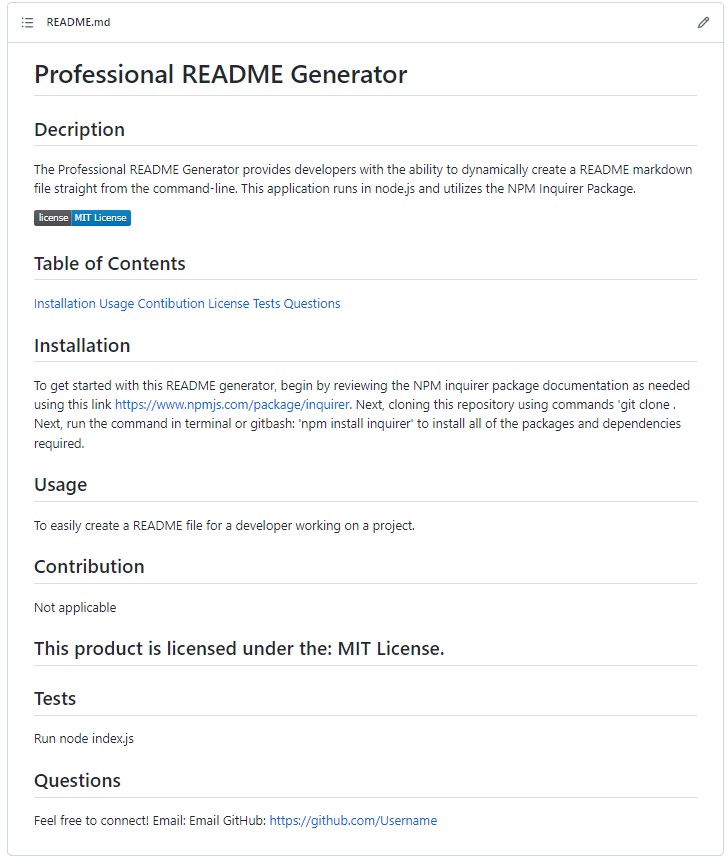 README.md
Professional README Generator
Decription
The Professional README Generator provides developers with the ability to dynamically create a README markdown
file straight from the command-line. This application runs in node.js and utilizes the NPM Inquirer Package.
license MIT License
Table of Contents
Installation Usage Contibution License Tests Questions
Installation
To get started with this README generator, begin by reviewing the NPM inquirer package documentation as needed
using this link https://www.npmjs.com/package/inquirer. Next, cloning this repository using commands 'git clone .
Next, run the command in terminal or gitbash: 'npm install inquirer' to install all of the packages and dependencies
required.
Usage
To easily create a README file for a developer working on a project.
Contribution
Not applicable
This product is licensed under the: MIT License.
Tests
Run node index.js
Questions
Feel free to connect! Email: Email GitHub: https://github.com/Username